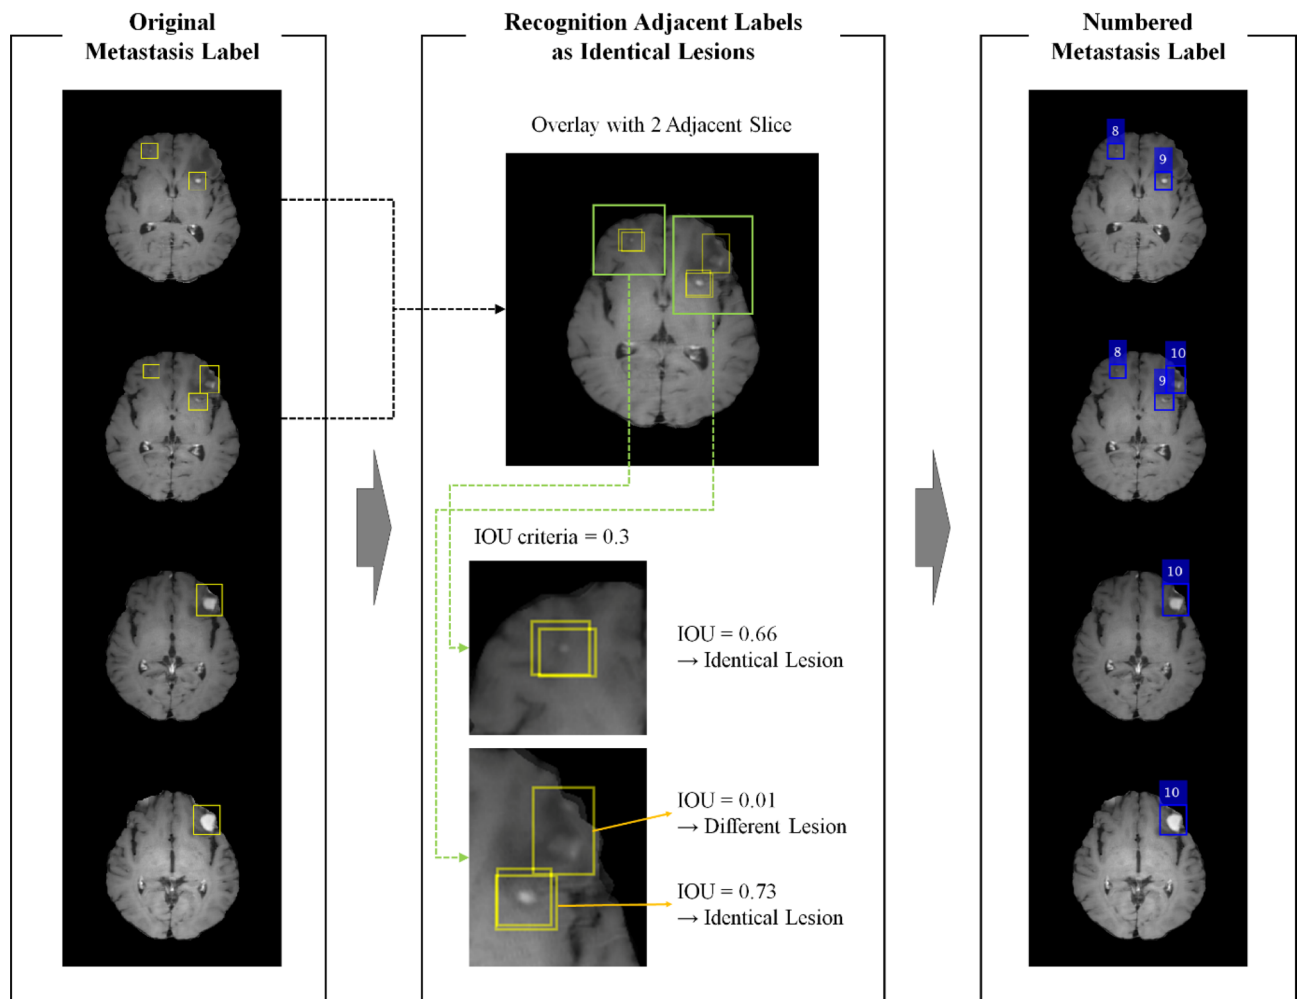 Original
Metastasis Label
Recognition Adjacent Labels
as Identical Lesions
Overlay with 2 Adjacent Slice
IOU criteria = 0.3
IOU = 0.66
→ Identical Lesion
IOU = 0.01
→ Different Lesion
IOU = 0.73
→ Identical Lesion
Numbered
Metastasis Label
8
9
8
10
9
10
10